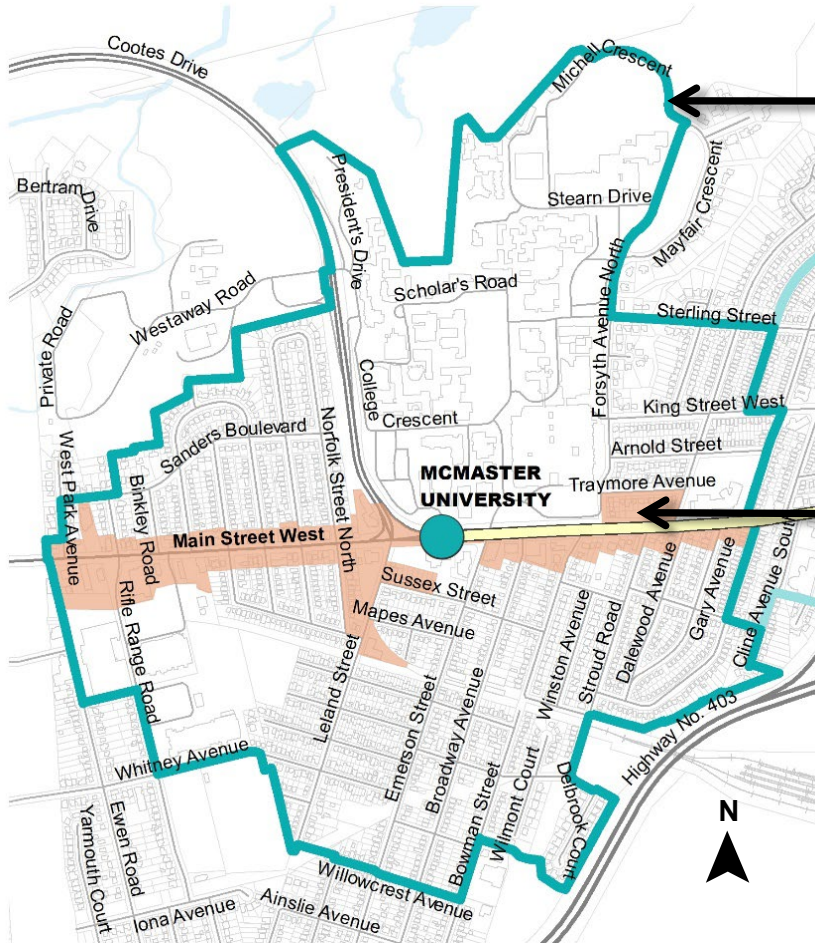 Cootes Drive
Michell Crescent
Bertram Drive
President's Drive
Stearn Drive
Mayfair Crescent
Scholar's Road
Westaway Road
Forsyth Avenue North
Sterling Street
Private Road
College
Crescent
King Street West
Sanders Boulevard
Norfolk Street North
Arnold Street
West Park Avenue
Binkley Road
MCMASTER
UNIVERSITY
Traymore Avenue
Main Street West
Sussex Street
Mapes Avenue
Rifle Range Road
Leland Street
Emerson Street
Broadway Avenue
Winston Avenue
Stroud Road
Dalewood Avenue
Gary Avenue
Cline Avenue South
Highway No. 403
Whitney Avenue
Bowman Street
Wilmont Court
Delbrook Court
N
Ewen Road
Yarmouth Court
Willowcrest Avenue
Iona Avenue
Ainslie Avenue